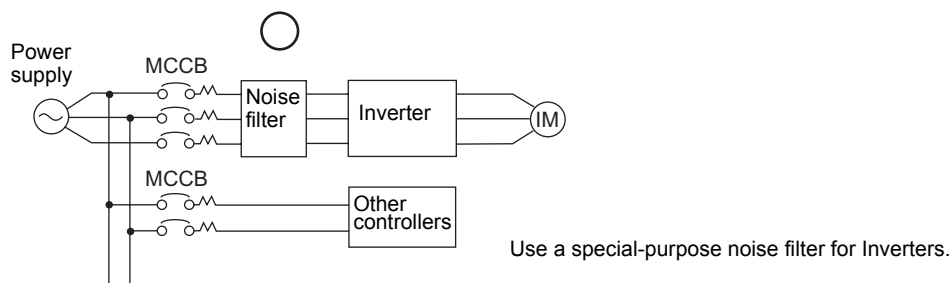 Power
supply
MCCB
Noise
filter
Inverter
IM
MCCB
Other
controllers
Use a special-purpose noise filter for Inverters.